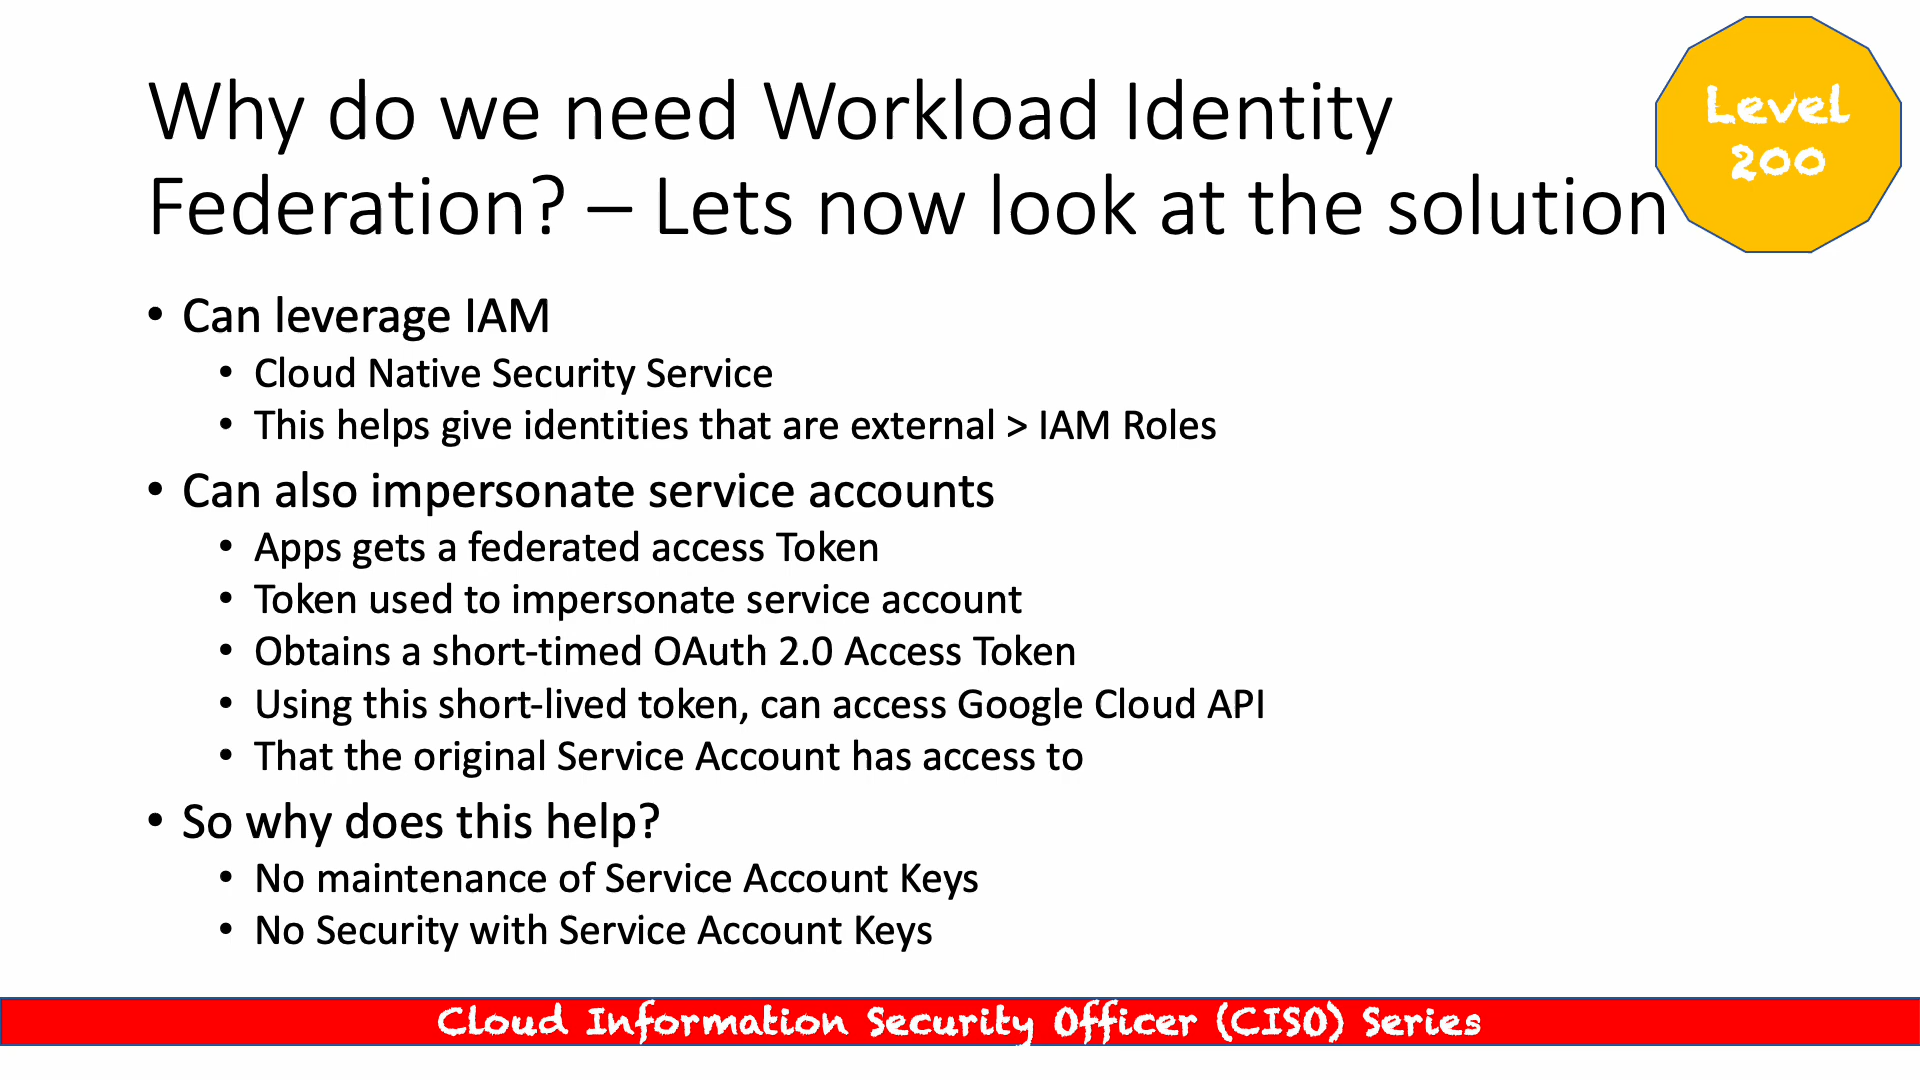 Why do we need Workload Identity
Federation? – Lets now look at the solution
Level
200
• Can leverage IAM
• Cloud Native Security Service
• This helps give identities that are external > IAM Roles
• Can also impersonate service accounts
• Apps gets a federated access Token
• Token used to impersonate service account
• Obtains a short-timed OAuth 2.0 Access Token
• Using this short-lived token, can access Google Cloud API
• That the original Service Account has access to
• So why does this help?
• No maintenance of Service Account Keys
• No Security with Service Account Keys
Cloud Information Security Officer (CISO) Series